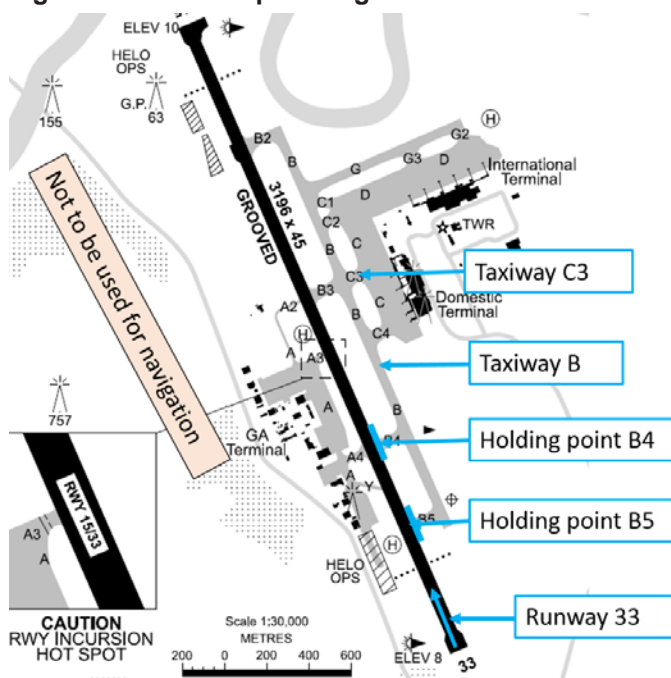 ELEV 10
HELO
OPS
G.P.
63
155
B2
B
G2
G3
D
G
D
H
International
Terminal
3196 x 45
GROOVED
C1
C2
B
C
TWR
C3
Taxiway C3
B3
C
Domestic
Terminal
A2
B
C4
H
A
A3
Taxiway B
Not to be used for navigation
757
A
B
GA
Terminal
B4
Holding point B4
A4
A
Y
B5
Holding point B5
RWY 15/33
A3
A
H
HELO
OPS
CAUTION
RWY INCURSION
HOT SPOT
Scale 1:30,000
METRES
200 0 200 400 600
ELEV 8
33
Runway 33